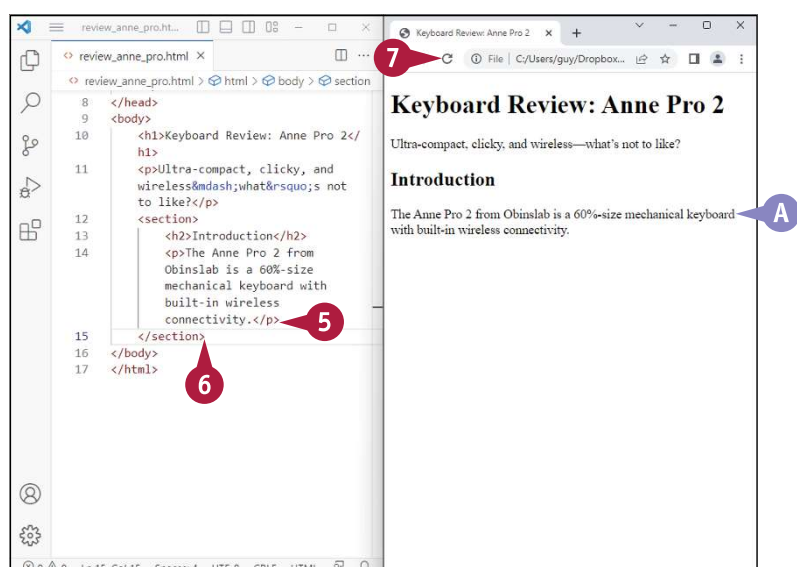 review_anne_pro.ht...
review_anne_pro.html
review_anne_pro.html > html > body > section
8 </head>
9 <body>
10 <h1>Keyboard Review: Anne Pro 2</
h1>
11 <p>Ultra-compact, clicky, and
wireless&mdash;what&rsquo;s not
to like?</p>
12 <section>
13 <h2>Introduction</h2>
14 <p>The Anne Pro 2 from
Obinslab is a 60%-size
mechanical keyboard with
built-in wireless
connectivity.</p>
5
15 </section>
6
16 </body>
17 </html>
Keyboard Review: Anne Pro 2
7
File | C:/Users/guy/Dropbox...
Keyboard Review: Anne Pro 2
Ultra-compact, clicky, and wireless—what’s not to like?
Introduction
The Anne Pro 2 from Obinslab is a 60%-size mechanical keyboard
A
with built-in wireless connectivity.